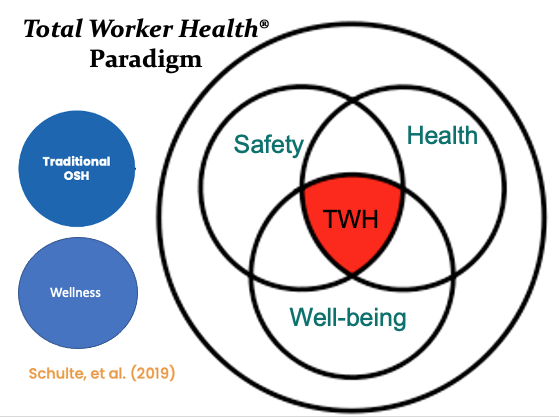 Total Worker Health®
Paradigm
Safety
Health
Traditional
OSH
TWH
Wellness
Well-being
Schulte, et al. (2019)